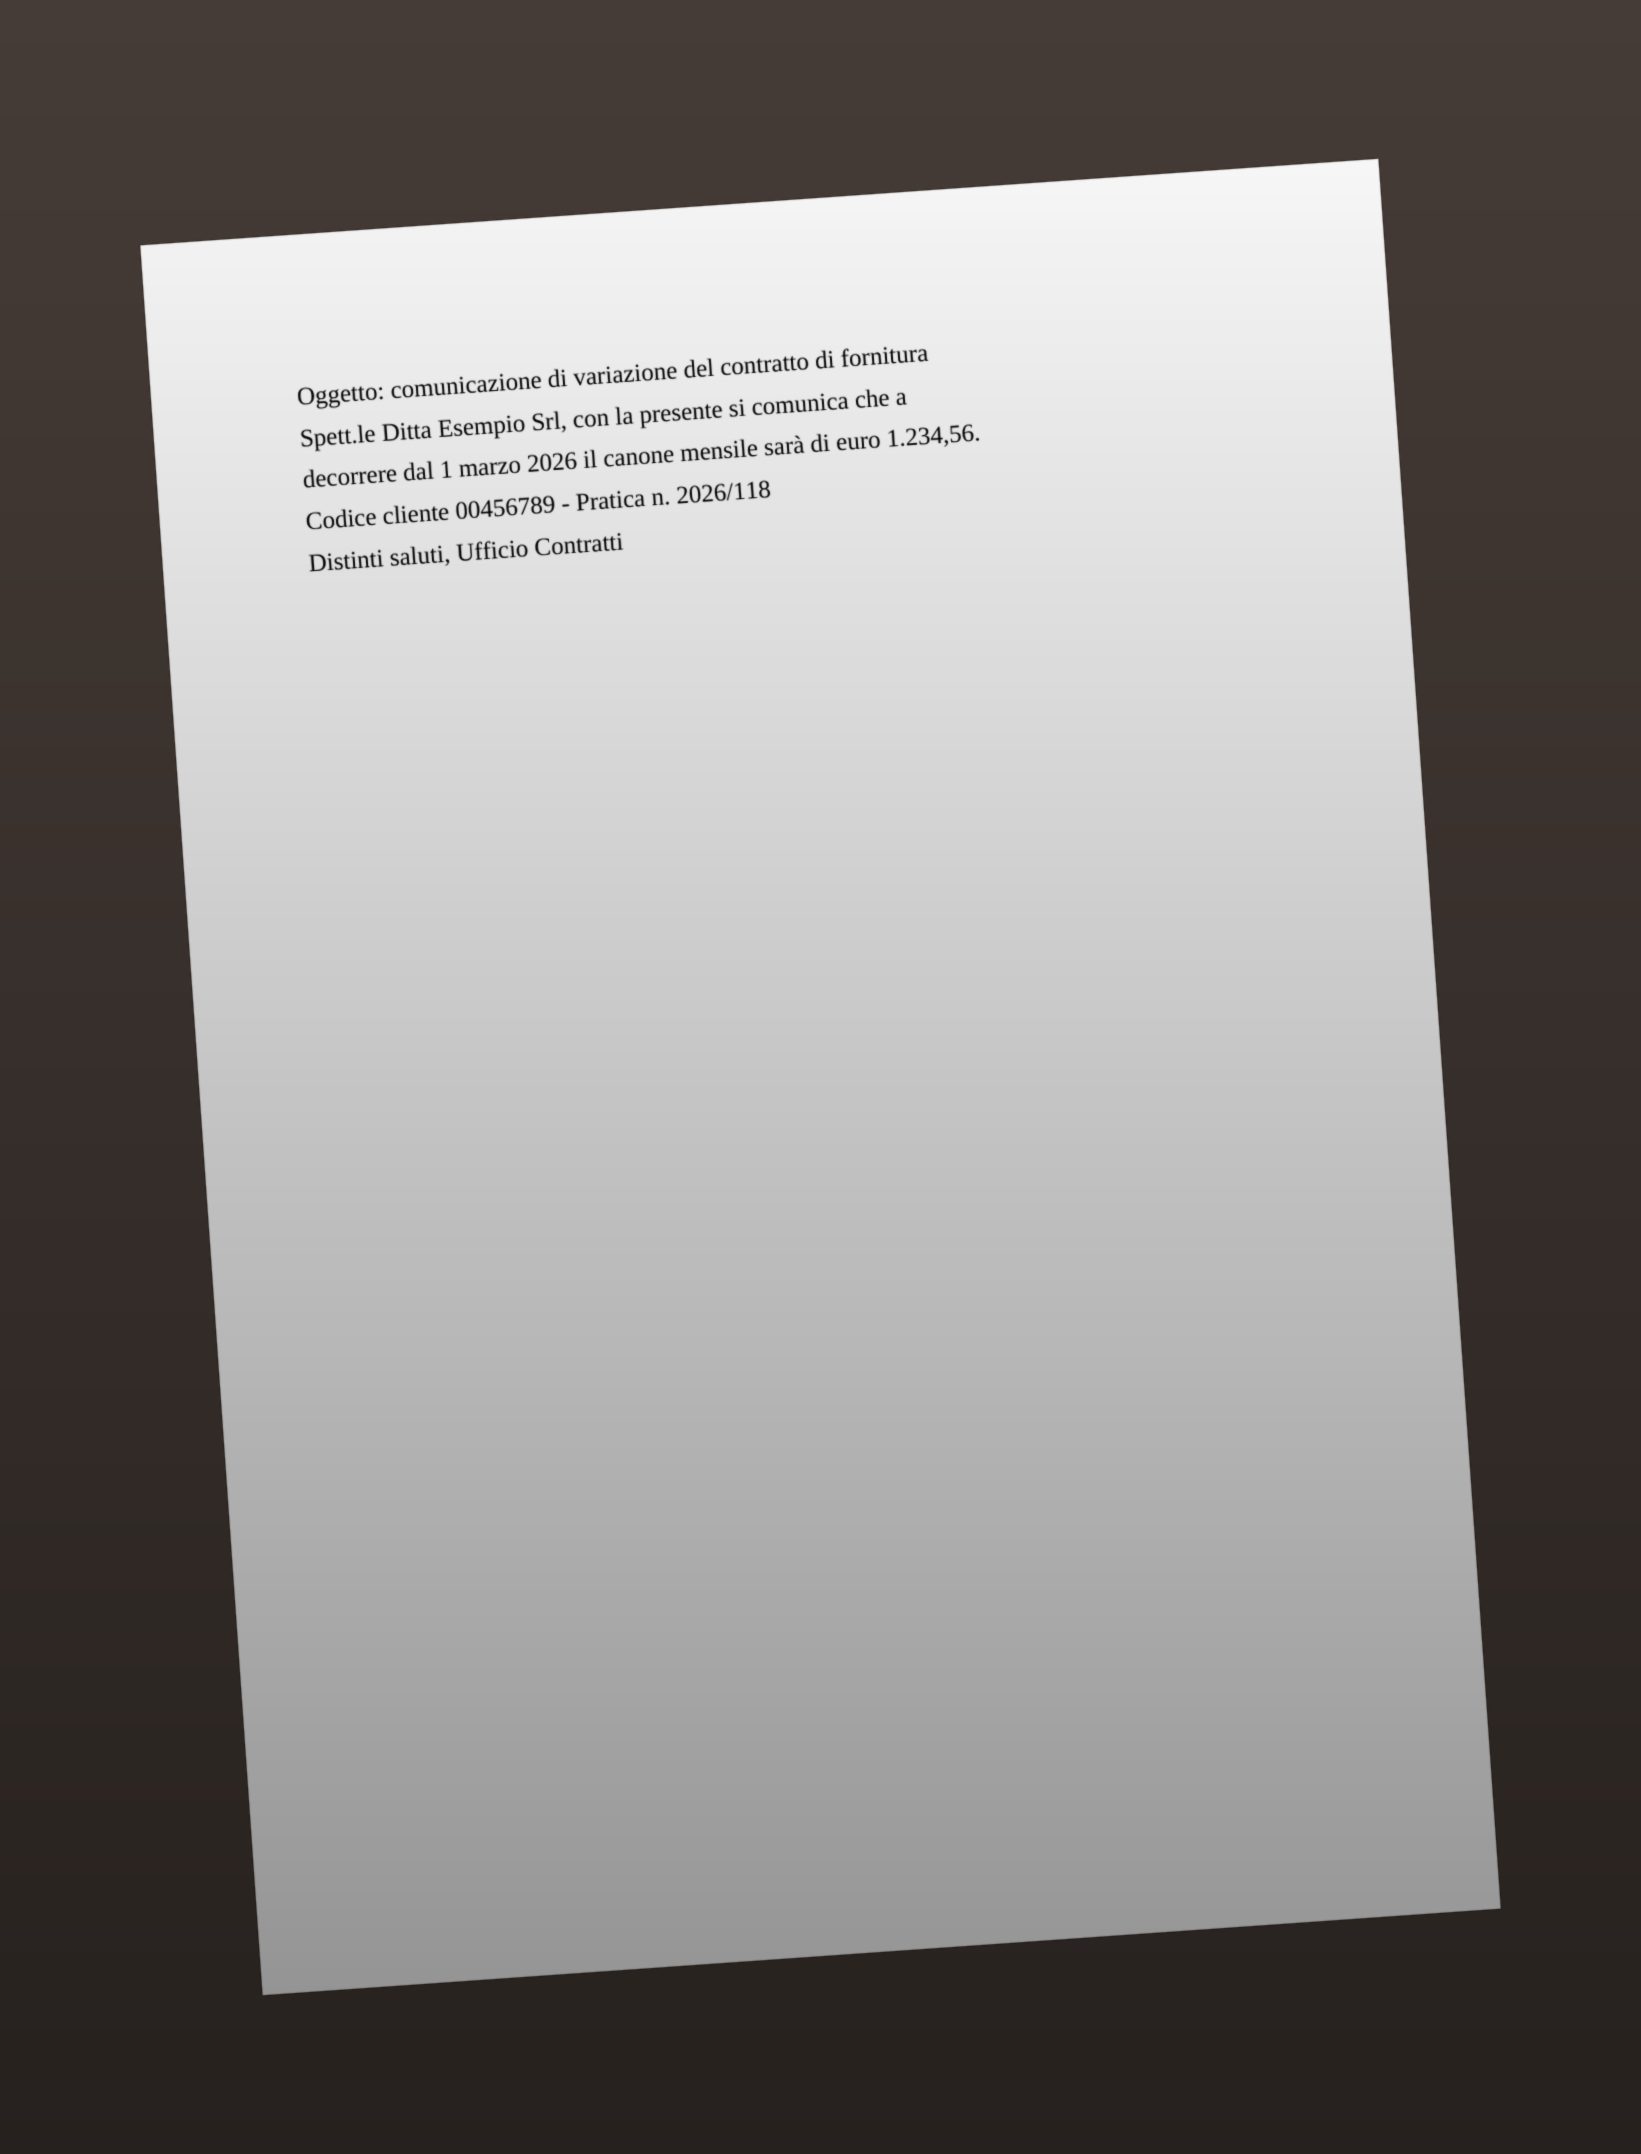 Oggetto: comunicazione di variazione del contratto di fornitura
Spett.le Ditta Esempio Srl, con la presente si comunica che a
decorrere dal 1 marzo 2026 il canone mensile sarà di euro 1.234,56.
Codice cliente 00456789 - Pratica n. 2026/118
Distinti saluti, Ufficio Contratti